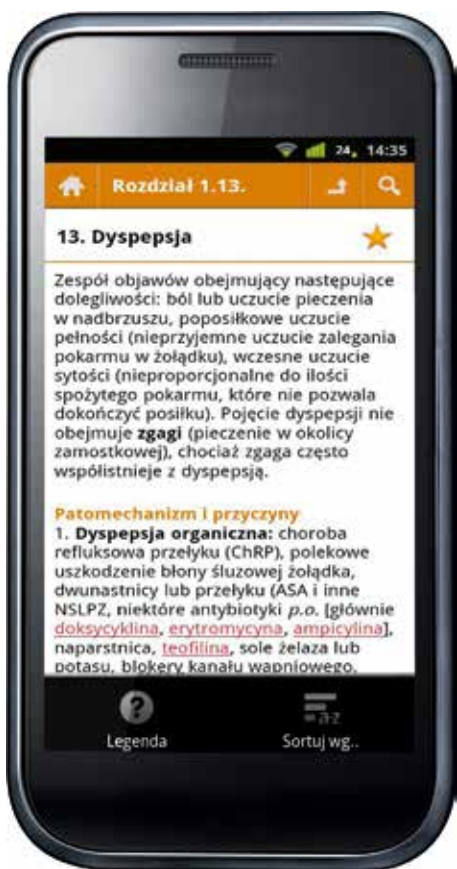 24 14:35
Rozdział 1.13.
13. Dyspepsja
Zespół objawów obejmujący następujące
dolegliwości: ból lub uczucie pieczenia
w nadbrzuszu, poposiłkowe uczucie
pełności (nieprzyjemne uczucie zalegania
pokarmu w żołądku), wczesne uczucie
sytości (nieproporcjonalne do ilości
spożytego pokarmu, które nie pozwala
dokończyć posiłku). Pojęcie dyspepsji nie
obejmuje zgagi (pieczenie w okolicy
zamostkowej), chociaż zgaga często
współistnieje z dyspepsją.
Patomechanizm i przyczyny
1. Dyspepsja organiczna: choroba
refluksowa przełyku (ChRP), polekowe
uszkodzenie błony śluzowej żołądka,
dwunastnicy lub przełyku (ASA i inne
NSLPZ, niektóre antybiotyki p.o. [głównie
doksycyklina, erytromycyna, ampicylina],
naparstnica, teofilina, sole żelaza lub
potasu, blokery kanału wapniowego,
? a-z
Legenda Sortuj wg..